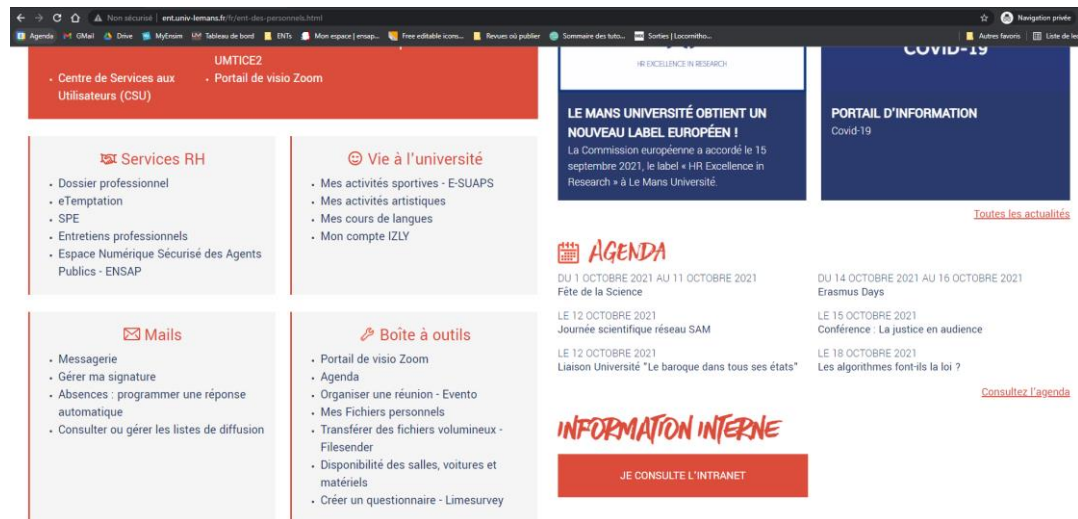 Non sécurisé | ent.univ-lemans.fr/fr/ent-des-personnels.html
Navigation privée
Agenda
GMail
Drive
MyEnsim
Tableau de bord
ENTs
Mon espace | ensap...
Free editable icons...
Revues où publier
Sommaire des tuto...
Sorties | Locomitho...
Autres favoris
Liste de le
UMTICE2
• Centre de Services aux
Utilisateurs (CSU)
• Portail de visio Zoom
Services RH
• Dossier professionnel
• eTemptation
• SPE
• Entretiens professionnels
• Espace Numérique Sécurisé des Agents
Publics - ENSAP
Vie à l'université
• Mes activités sportives - E-SUAPS
• Mes activités artistiques
• Mes cours de langues
• Mon compte IZLY
Mails
• Messagerie
• Gérer ma signature
• Absences : programmer une réponse
automatique
• Consulter ou gérer les listes de diffusion
Boîte à outils
• Portail de visio Zoom
• Agenda
• Organiser une réunion - Evento
• Mes Fichiers personnels
• Transférer des fichiers volumineux -
Filesender
• Disponibilité des salles, voitures et
matériels
• Créer un questionnaire - Limesurvey
HR EXCELLENCE IN RESEARCH
LE MANS UNIVERSITÉ OBTIENT UN
NOUVEAU LABEL EUROPÉEN !
La Commission européenne a accordé le 15
septembre 2021, le label « HR Excellence in
Research » à Le Mans Université.
COVID-19
PORTAIL D'INFORMATION
Covid-19
Toutes les actualités
AGENDA
DU 1 OCTOBRE 2021 AU 11 OCTOBRE 2021
Fête de la Science
LE 12 OCTOBRE 2021
Journée scientifique réseau SAM
LE 12 OCTOBRE 2021
Liaison Université "Le baroque dans tous ses états"
DU 14 OCTOBRE 2021 AU 16 OCTOBRE 2021
Erasmus Days
LE 15 OCTOBRE 2021
Conférence : La justice en audience
LE 18 OCTOBRE 2021
Les algorithmes font-ils la loi ?
Consultez l'agenda
INFORMATION INTERNE
JE CONSULTE L'INTRANET